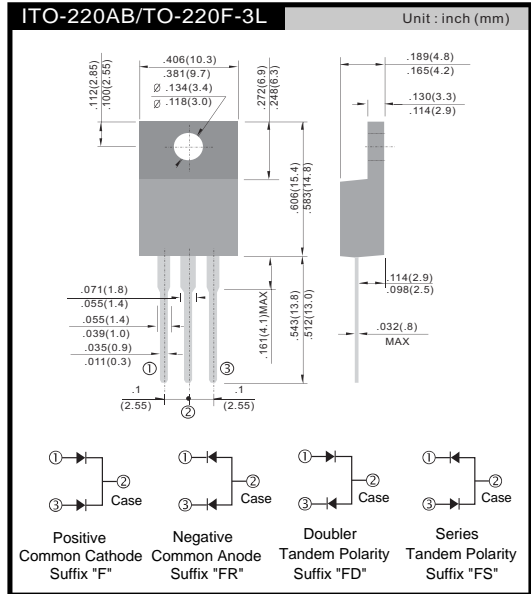 ITO-220AB/TO-220F-3L
Unit : inch (mm)
.406(10.3)
.381(9.7)
Ø .134(3.4)
Ø .118(3.0)
.112(2.85)
.100(2.55)
.272(6.9)
.248(6.3)
.189(4.8)
.165(4.2)
.130(3.3)
.114(2.9)
.606(15.4)
.583(14.8)
.071(1.8)
.055(1.4)
.055(1.4)
.039(1.0)
.035(0.9)
.011(0.3)
.161(4.1)MAX
.543(13.8)
.512(13.0)
.114(2.9)
.098(2.5)
.032(.8)
MAX
① ③
.1
(2.55)
②
.1
(2.55)
① ② ③ Case
① ② ③ Case
① ② ③ Case
① ② ③ Case
Positive
Common Cathode
Suffix "F"
Negative
Common Anode
Suffix "FR"
Doubler
Tandem Polarity
Suffix "FD"
Series
Tandem Polarity
Suffix "FS"